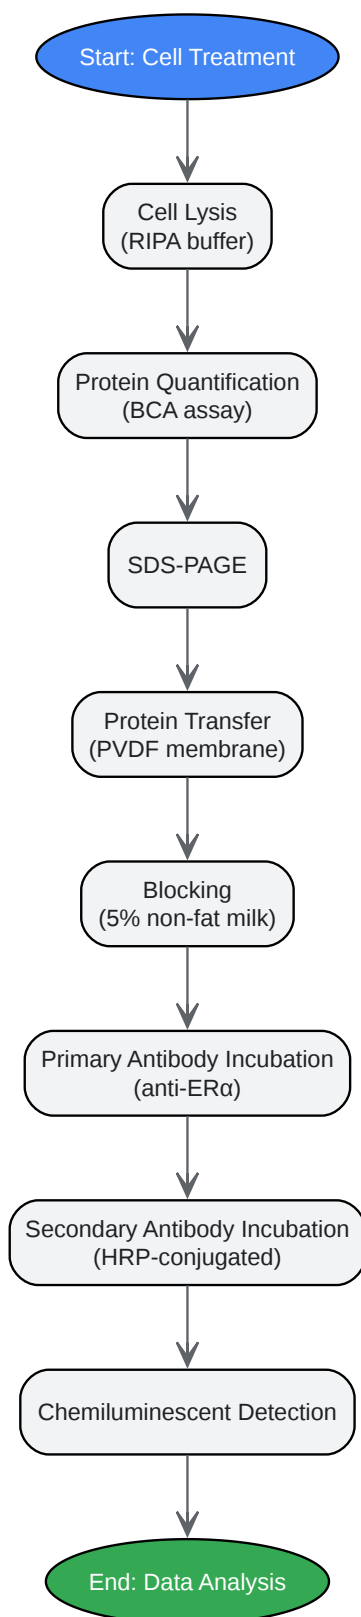 Start: Cell Treatment
Cell Lysis
(RIPA buffer)
Protein Quantification
(BCA assay)
SDS-PAGE
Protein Transfer
(PVDF membrane)
Blocking
(5% non-fat milk)
Primary Antibody Incubation
(anti-ERα)
Secondary Antibody Incubation
(HRP-conjugated)
Chemiluminescent Detection
End: Data Analysis